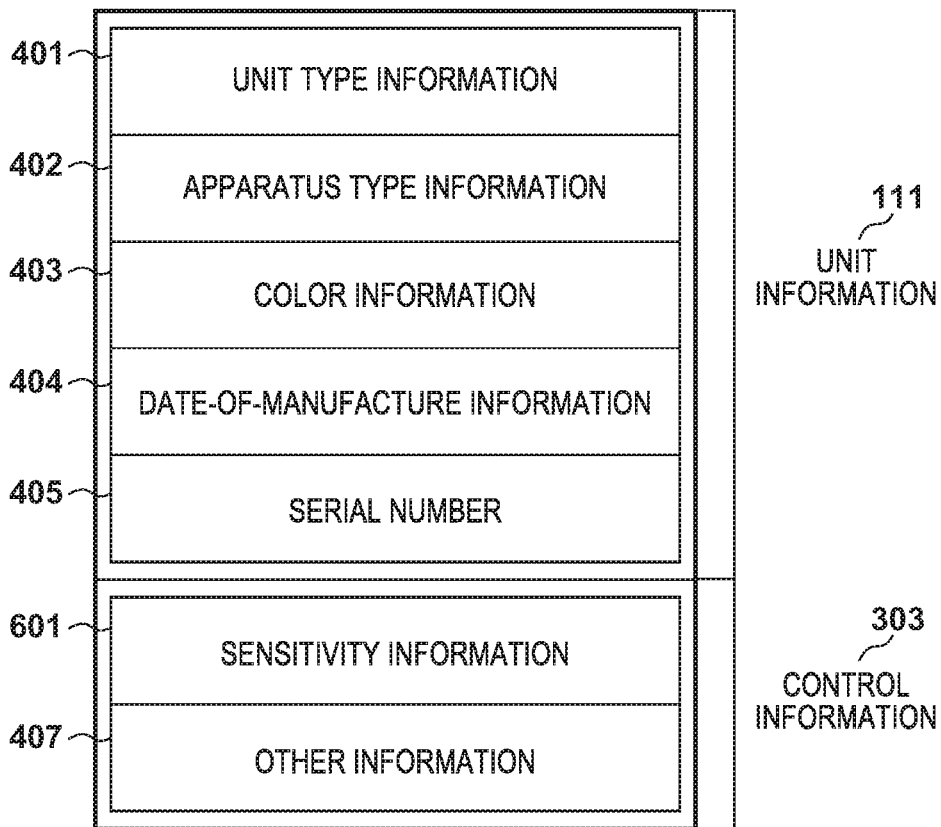 401
UNIT TYPE INFORMATION
402
APPARATUS TYPE INFORMATION
111
403
UNIT
INFORMATION
COLOR INFORMATION
404
DATE-OF-MANUFACTURE INFORMATION
405
SERIAL NUMBER
601
303
SENSITIVITY INFORMATION
CONTROL
INFORMATION
407
OTHER INFORMATION